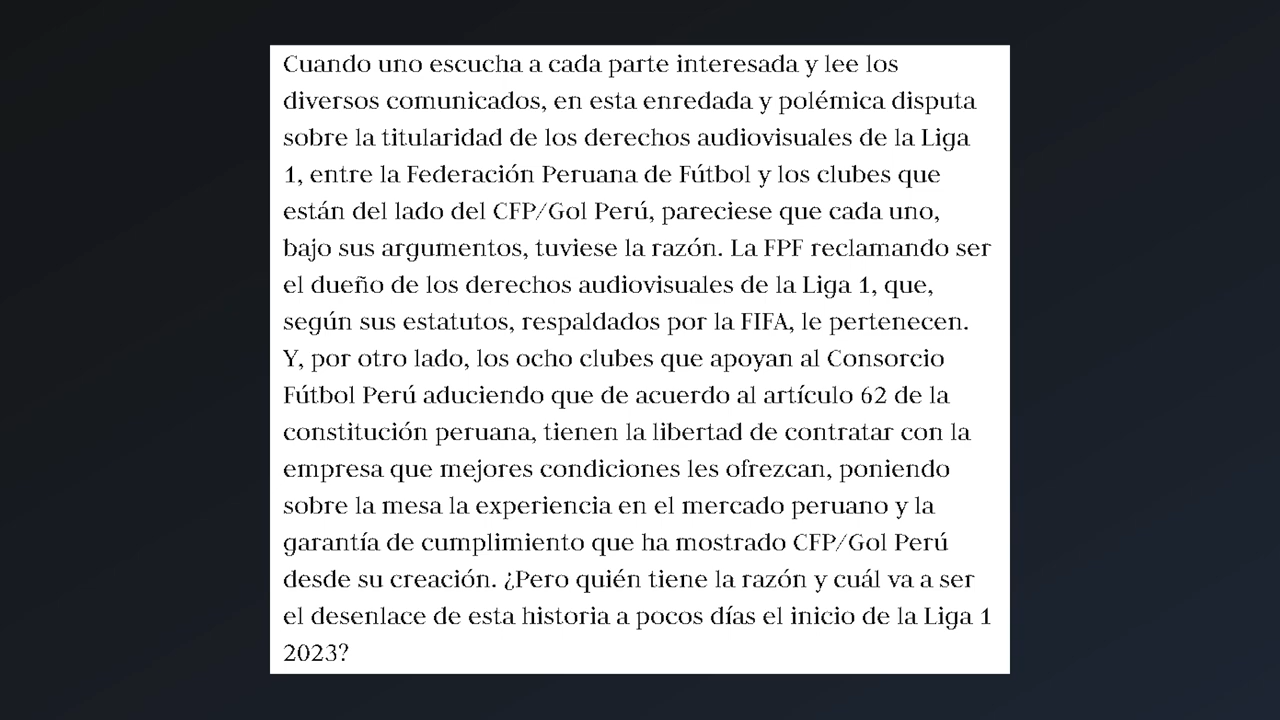 Cuando uno escucha a cada parte interesada y lee los
diversos comunicados, en esta enredada y polémica disputa
sobre la titularidad de los derechos audiovisuales de la Liga
1, entre la Federación Peruana de Fútbol y los clubes que
están del lado del CFP/Gol Perú, pareciese que cada uno,
bajo sus argumentos, tuviese la razón. La FPF reclamando ser
el dueño de los derechos audiovisuales de la Liga 1, que,
según sus estatutos, respaldados por la FIFA, le pertenecen.
Y, por otro lado, los ocho clubes que apoyan al Consorcio
Fútbol Perú aduciendo que de acuerdo al artículo 62 de la
constitución peruana, tienen la libertad de contratar con la
empresa que mejores condiciones les ofrezcan, poniendo
sobre la mesa la experiencia en el mercado peruano y la
garantía de cumplimiento que ha mostrado CFP/Gol Perú
desde su creación. ¿Pero quién tiene la razón y cuál va a ser
el desenlace de esta historia a pocos días el inicio de la Liga 1
2023?